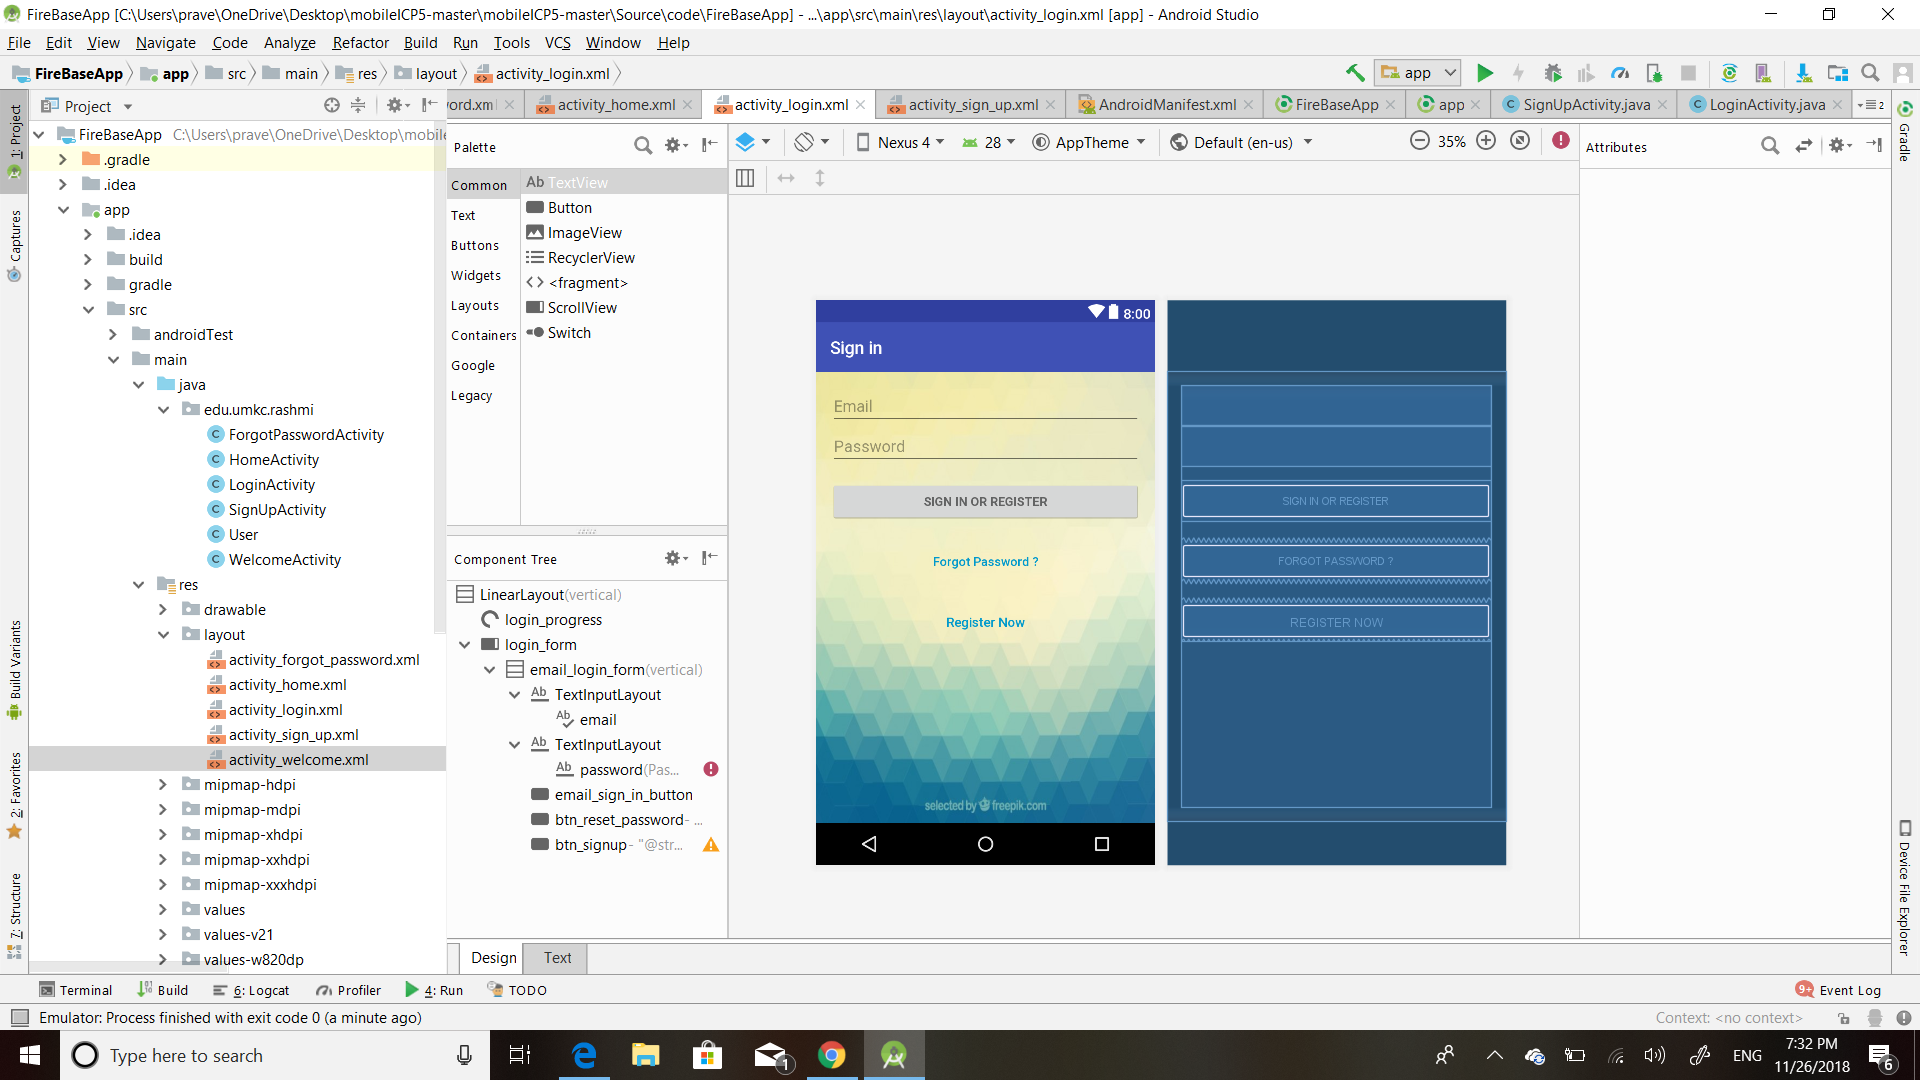 FireBaseApp [C:\Users\prave\OneDrive\Desktop\mobileICP5-master\mobileICP5-master\Source\code\FireBaseApp] - ...\app\src\main\res\layout\activity_login.xml [app] - Android Studio
File Edit View Navigate Code Analyze Refactor Build Run Tools VCS Window Help
FireBaseApp app src main res layout activity_login.xml app
Project ord.xml activity_home.xml activity_login.xml activity_sign_up.xml AndroidManifest.xml FireBaseApp app SignUpActivity.java LoginActivity.java 2
1: Project
Captures
Build Variants
2: Favorites
7: Structure
FireBaseApp C:\Users\prave\OneDrive\Desktop\mobile
.gradle
.idea
app
.idea
build
gradle
src
androidTest
main
java
edu.umkc.rashmi
ForgotPasswordActivity
HomeActivity
LoginActivity
SignUpActivity
User
WelcomeActivity
res
drawable
layout
activity_forgot_password.xml
activity_home.xml
activity_login.xml
activity_sign_up.xml
activity_welcome.xml
mipmap-hdpi
mipmap-mdpi
mipmap-xhdpi
mipmap-xxhdpi
mipmap-xxxhdpi
values
values-v21
values-w820dp
Palette
Common
Text
Buttons
Widgets
Layouts
Containers
Google
Legacy
Ab TextView
Button
ImageView
RecyclerView
<fragment>
ScrollView
Switch
Component Tree
LinearLayout(vertical)
login_progress
login_form
email_login_form(vertical)
Ab TextInputLayout
Ab email
Ab TextInputLayout
Ab password(Pas...
email_sign_in_button
btn_reset_password- ...
btn_signup- "@str...
Nexus 4 28 AppTheme Default (en-us) 35%
8:00
Sign in
Email
Password
SIGN IN OR REGISTER
Forgot Password ?
Register Now
selected by freepik.com
SIGN IN OR REGISTER
FORGOT PASSWORD ?
REGISTER NOW
Attributes
Gradle
Device File Explorer
Design Text
Terminal Build 6: Logcat Profiler 4: Run TODO 9+ Event Log
Emulator: Process finished with exit code 0 (a minute ago) Context: <no context>
Type here to search 1 ENG 7:32 PM
11/26/2018 6